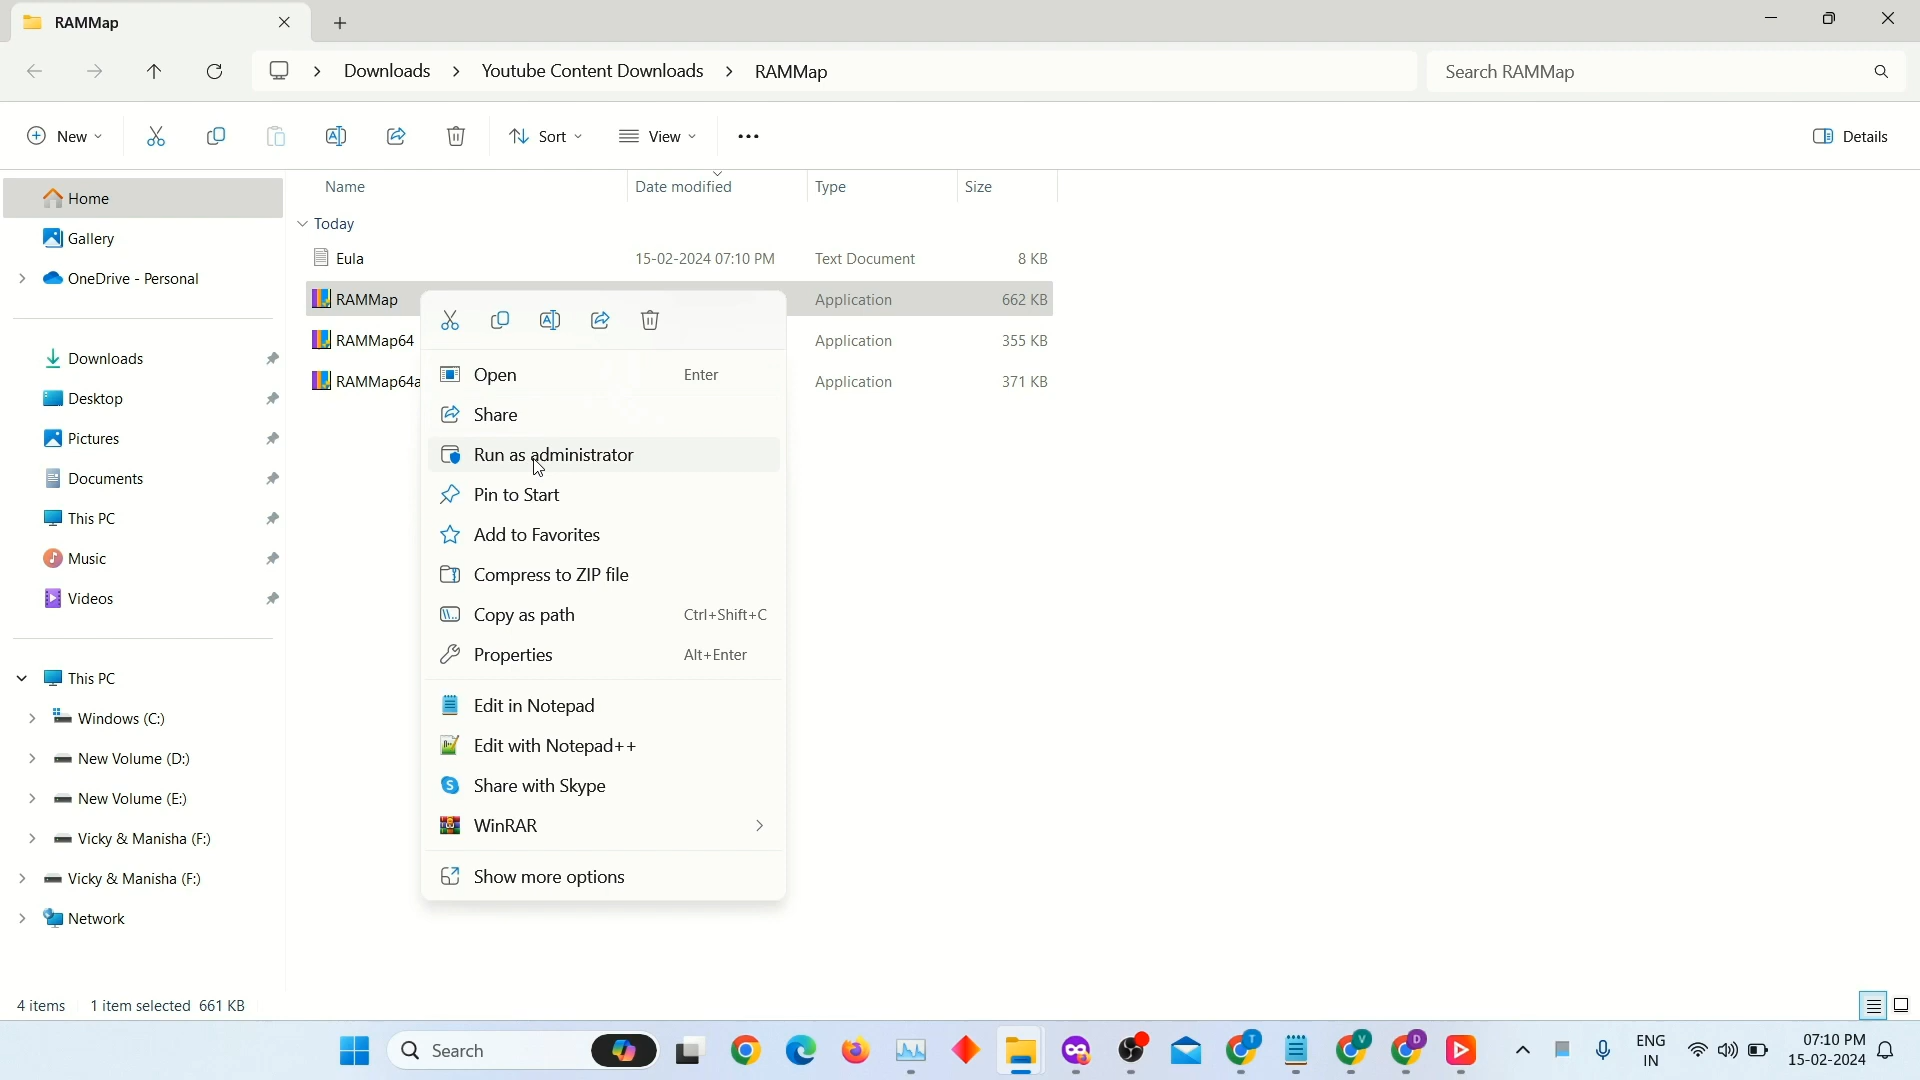 RAMMap
Downloads > Youtube Content Downloads > RAMMap
Search RAMMap
New
Sort
View
Details
Name Date modified Type Size
Home
Gallery
OneDrive - Personal
Downloads
Desktop
Pictures
Documents
This PC
Music
Videos
This PC
Windows (C:)
New Volume (D:)
New Volume (E:)
Vicky & Manisha (F:)
Vicky & Manisha (F:)
Network
Today
Eula 15-02-2024 07:10 PM Text Document 8 KB
RAMMap Application 662 KB
RAMMap64 Application 355 KB
RAMMap64a Application 371 KB
Open Enter
Share
Run as administrator
Pin to Start
Add to Favorites
Compress to ZIP file
Copy as path Ctrl+Shift+C
Properties Alt+Enter
Edit in Notepad
Edit with Notepad++
Share with Skype
WinRAR
Show more options
4 items 1 item selected 661 KB
Search
T
V
D
ENG
IN
07:10 PM
15-02-2024